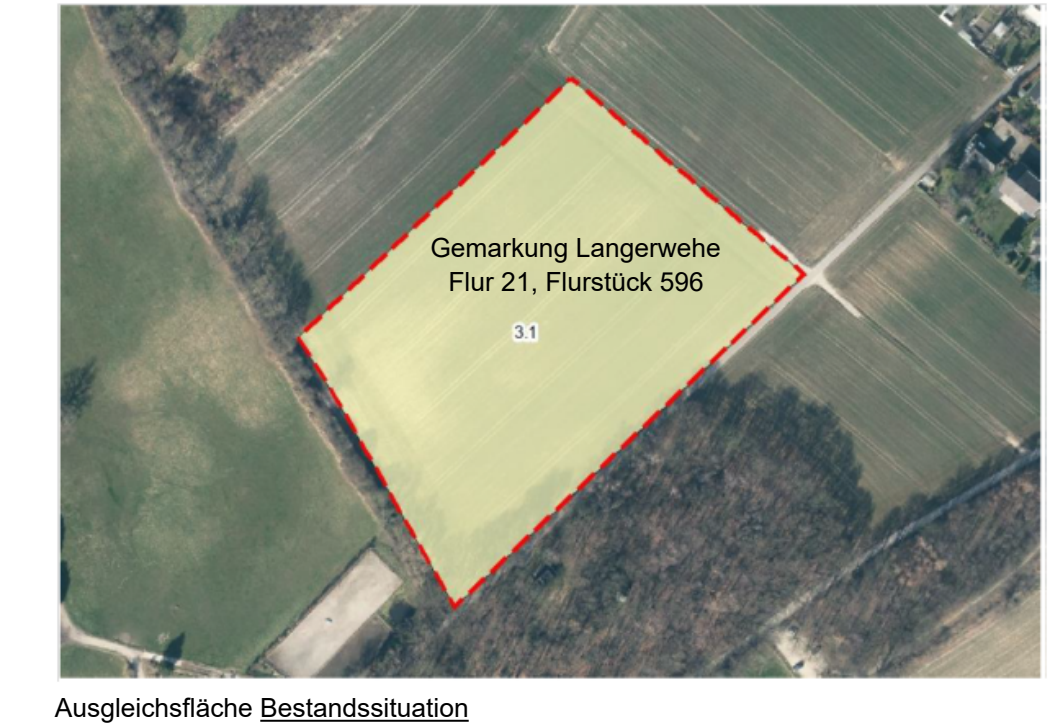 Gemarkung Langerwehe
Flur 21, Flurstück 596
3.1
Ausgleichsfläche Bestandssituation